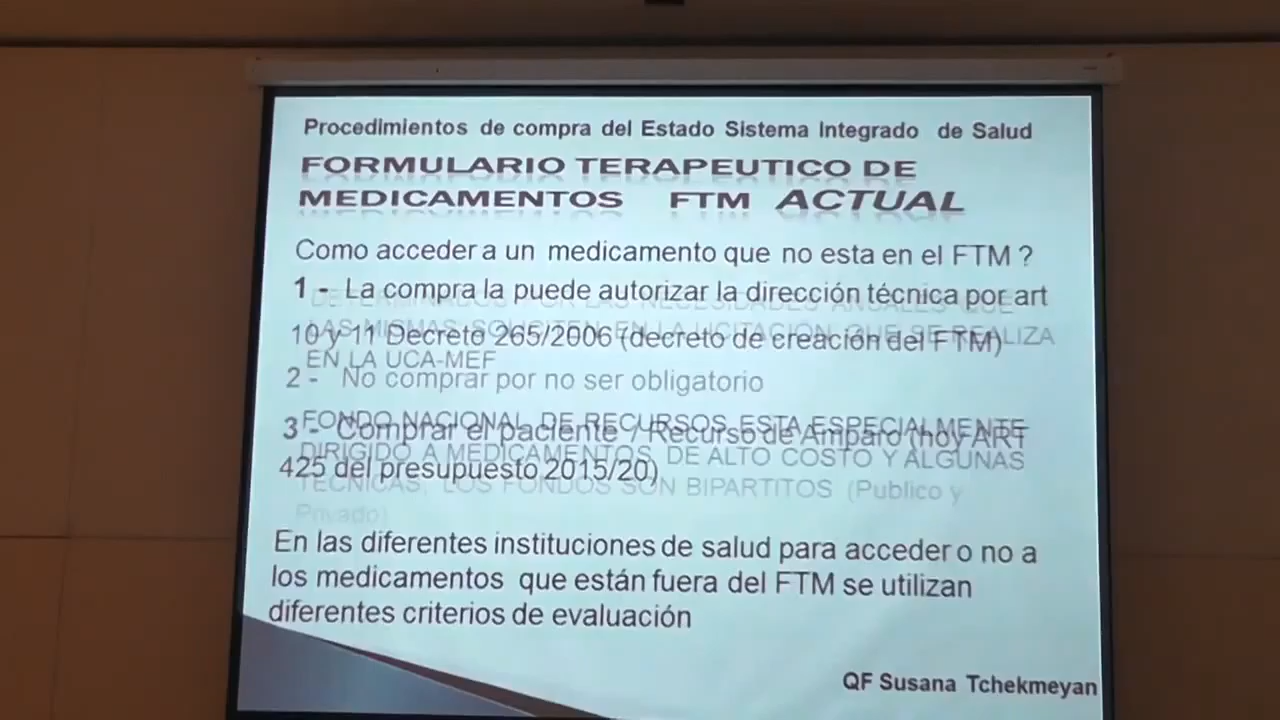 Procedimientos de compra del Estado Sistema Integrado de Salud
FORMULARIO TERAPEUTICO DE
MEDICAMENTOS FTM ACTUAL
Como acceder a un medicamento que no esta en el FTM ?
1 - La compra la puede autorizar la dirección técnica por art
LAS NECESIDADES ANUALES QUE
10 y 11 Decreto 265/2006 (decreto de creación del FTM)
LAS MISMAS SOLICITEN EN LA LICITACION QUE SE REALIZA
EN LA UCA-MEF
2 - No comprar por no ser obligatorio
FONDO NACIONAL DE RECURSOS ESTA ESPECIALMENTE
3 - Comprar el paciente / Recurso de Amparo (hoy ART
DIRIGIDO A MEDICAMENTOS DE ALTO COSTO Y ALGUNAS
425 del presupuesto 2015/20)
TECNICAS, LOS FONDOS SON BIPARTITOS (Publico y
Privado)
En las diferentes instituciones de salud para acceder o no a
los medicamentos que están fuera del FTM se utilizan
diferentes criterios de evaluación
QF Susana Tchekmeyan